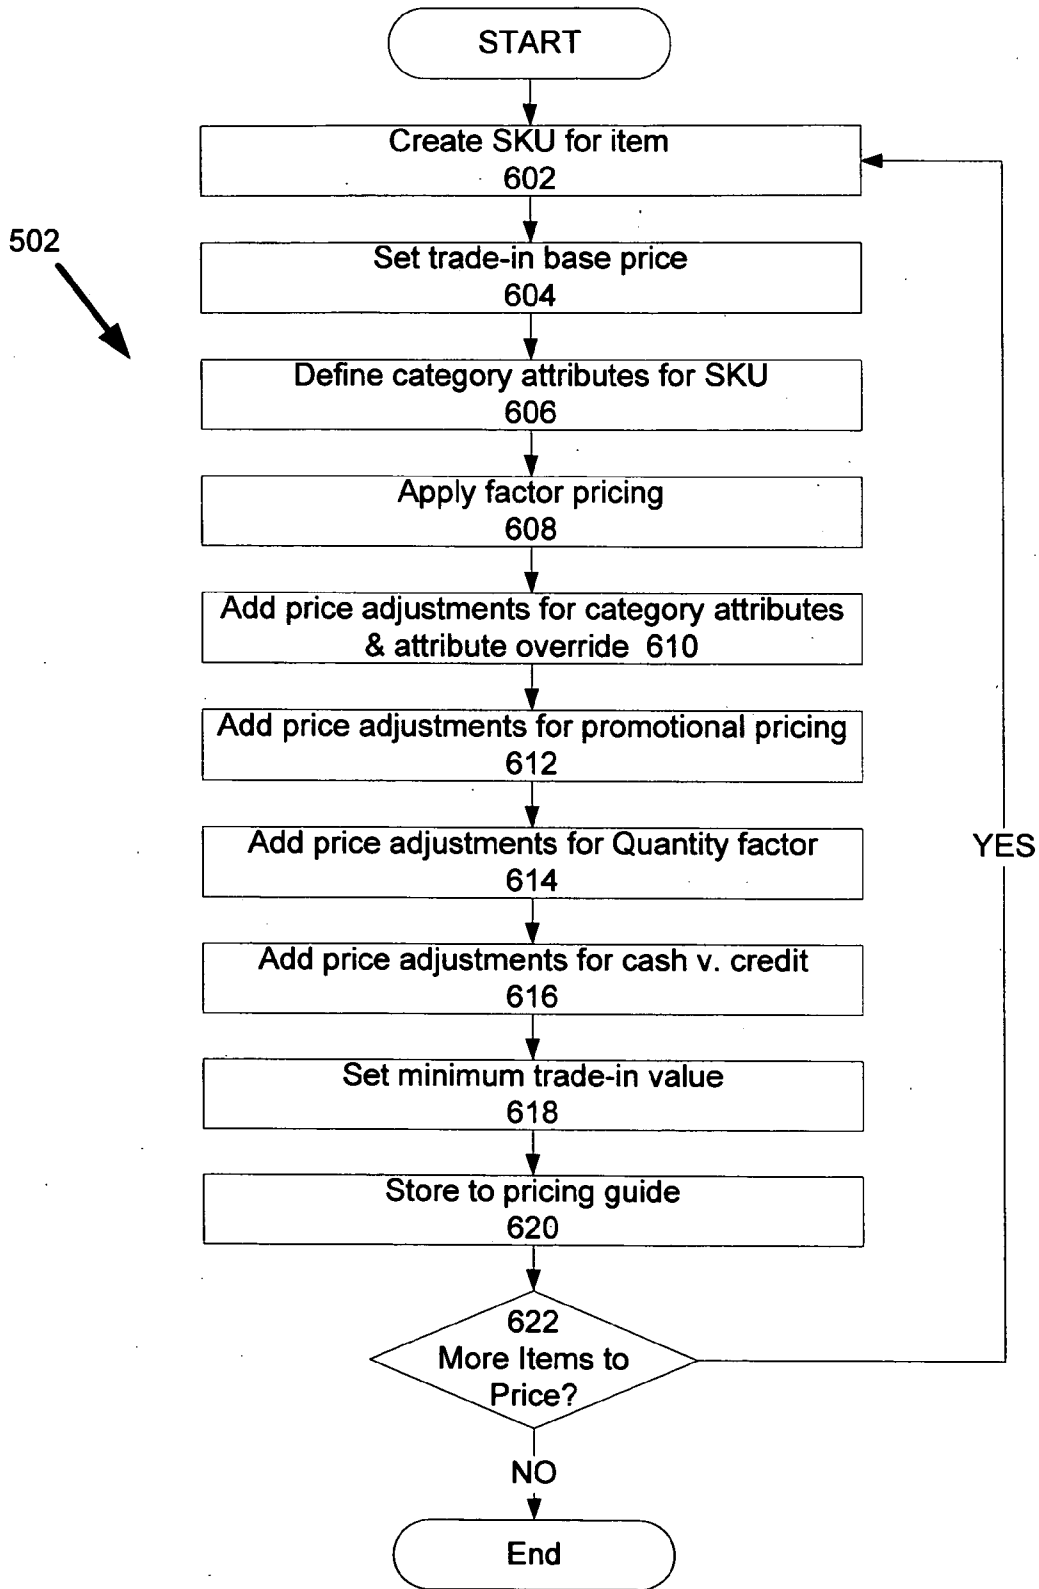 START
Create SKU for item
602
502
Set trade-in base price
604
Define category attributes for SKU
606
Apply factor pricing
608
Add price adjustments for category attributes
& attribute override 610
Add price adjustments for promotional pricing
612
Add price adjustments for Quantity factor
614
YES
Add price adjustments for cash v. credit
616
Set minimum trade-in value
618
Store to pricing guide
620
622
More Items to
Price?
NO
End